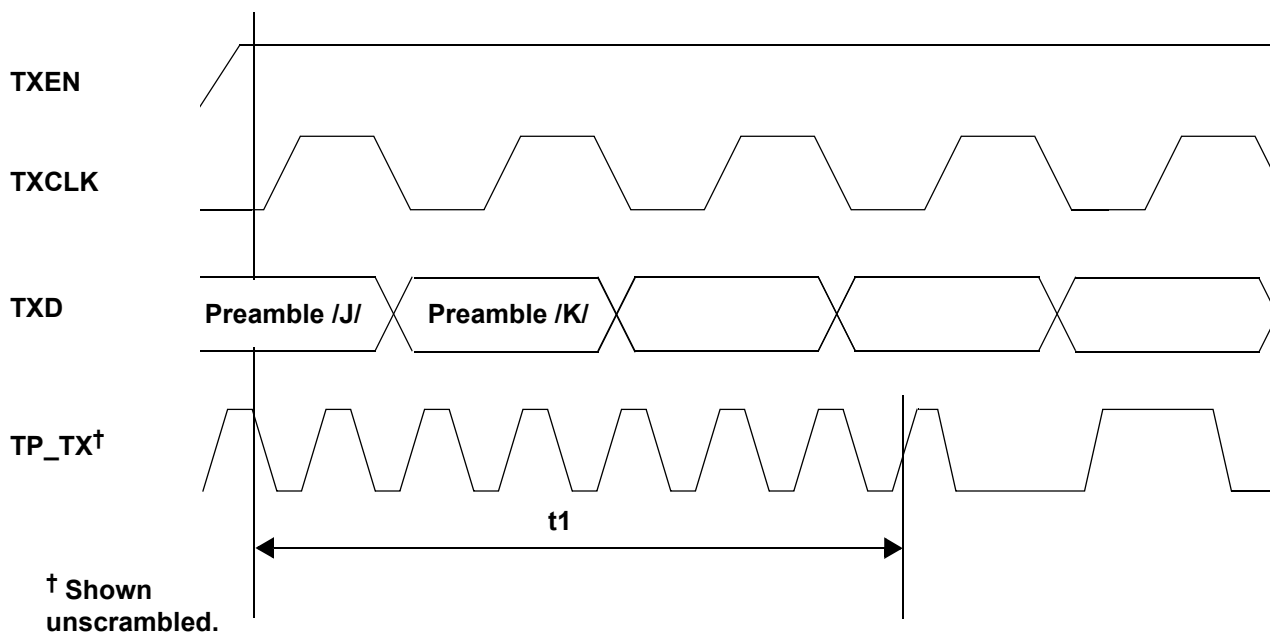 TXEN
TXCLK
TXD
Preamble /J/
Preamble /K/
TP_TX†
t1
† Shown
unscrambled.